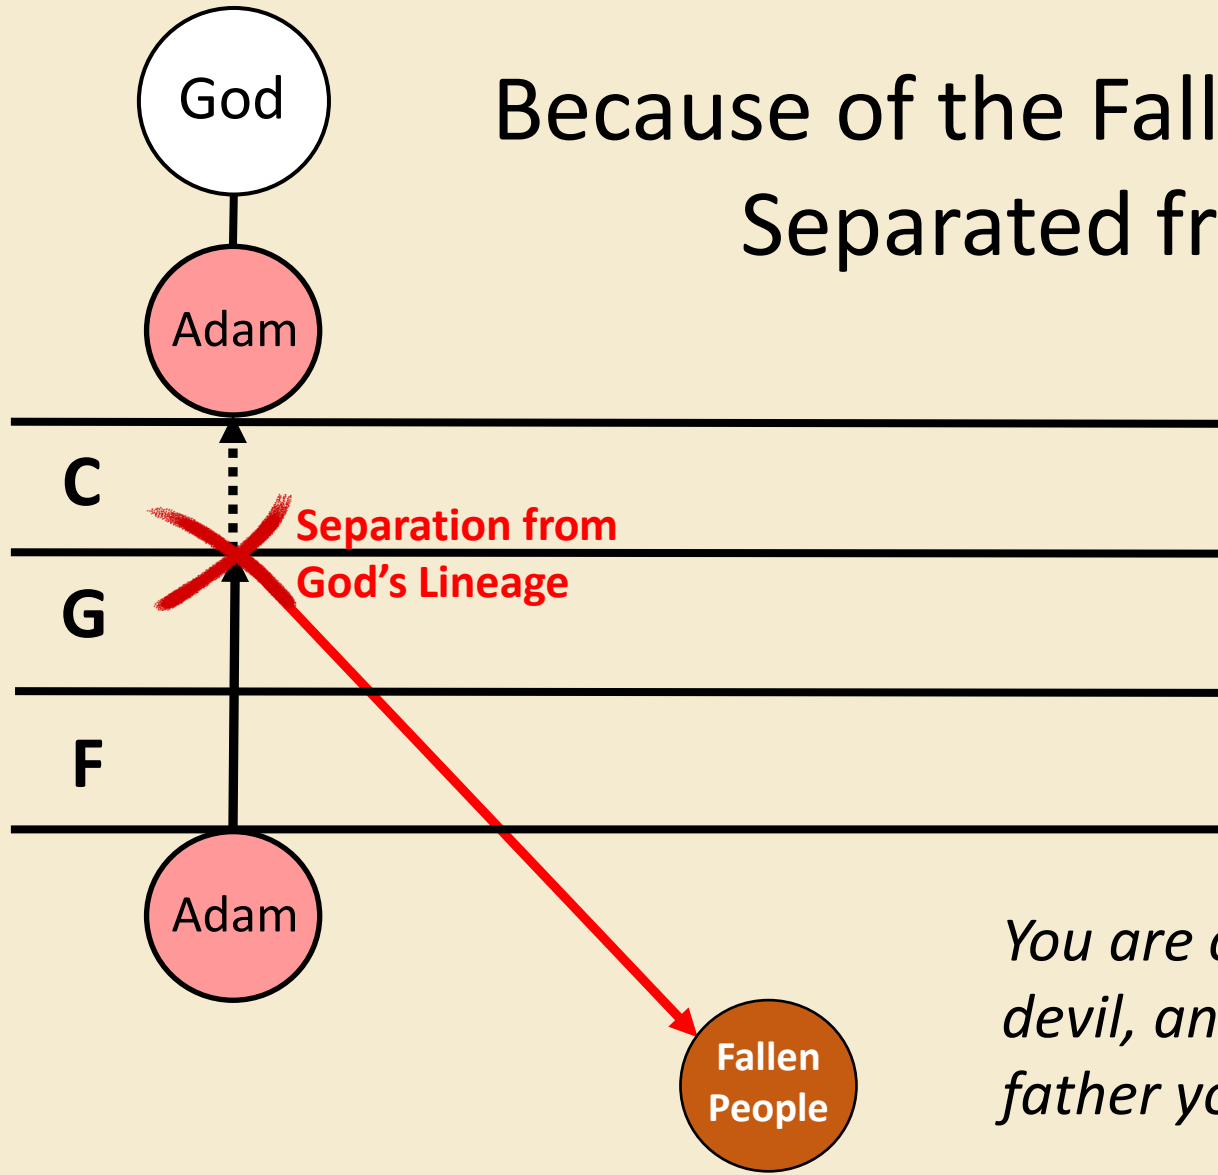 God
Because of the Fall
Separated fr
Adam
C
Separation from
God's Lineage
G
F
Adam
You are
devil, an
father yo
Fallen
People